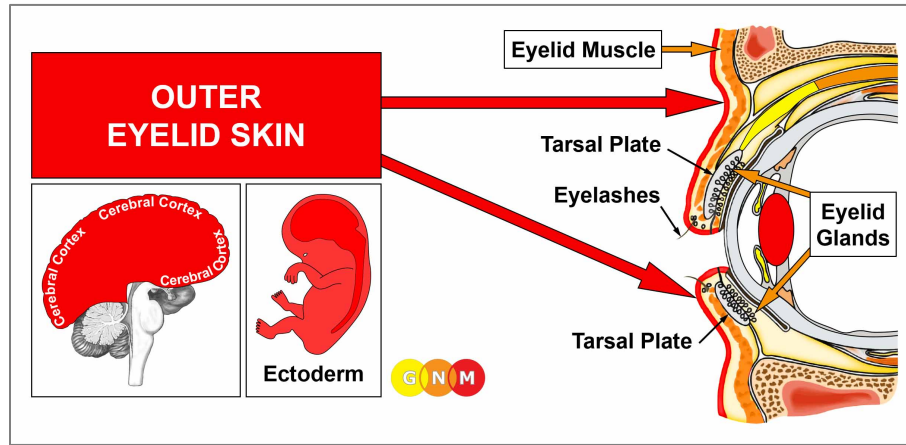 OUTER
EYELID SKIN
Eyelid Muscle
Tarsal Plate
Eyelashes
Eyelid
Glands
Tarsal Plate
Cerebral Cortex
Cerebral Cortex
Cerebral Cortex
Cerebral Cortex
Ectoderm
GNM